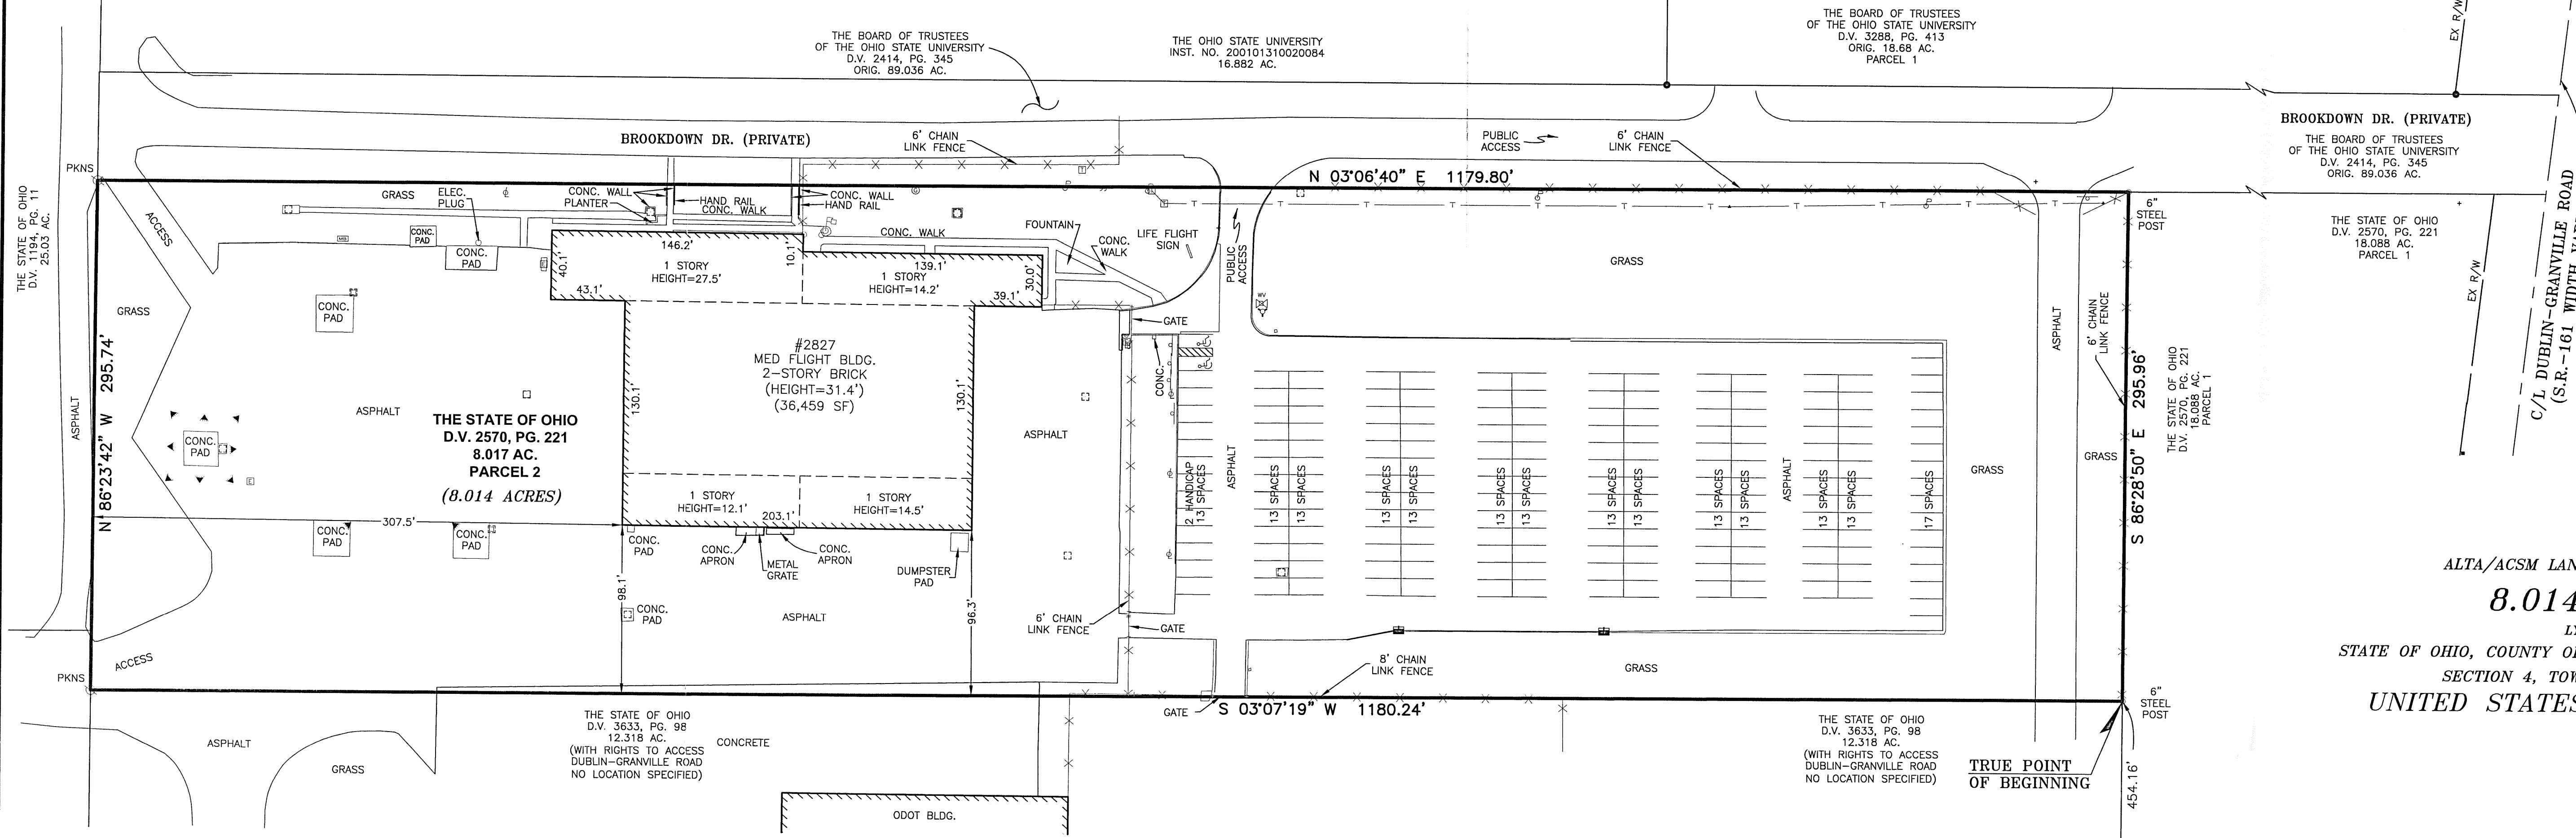 THE BOARD OF TRUSTEES
OF THE OHIO STATE UNIVERSITY
D.V. 2414, PG. 345
ORIG. 89.036 AC.
THE OHIO STATE UNIVERSITY
INST. NO. 200101310020084
16.882 AC.
THE BOARD OF TRUSTEES
OF THE OHIO STATE UNIVERSITY
D.V. 3288, PG. 413
ORIG. 18.68 AC.
PARCEL 1
EX R/W
BROOKDOWN DR. (PRIVATE)
6' CHAIN
LINK FENCE
PUBLIC
ACCESS
6' CHAIN
LINK FENCE
BROOKDOWN DR. (PRIVATE)
THE BOARD OF TRUSTEES
OF THE OHIO STATE UNIVERSITY
D.V. 2414, PG. 345
ORIG. 89.036 AC.
PKNS
N 03°06'40" E 1179.80'
THE STATE OF OHIO
D.V. 1194, PG. 11
25.03 AC.
GRASS
ELEC.
PLUG
CONC. WALL
PLANTER
HAND RAIL
CONC. WALK
CONC. WALL
HAND RAIL
ACCESS
CONC.
PAD
CONC.
PAD
CONC. WALK
FOUNTAIN
CONC.
WALK
LIFE FLIGHT
SIGN
PUBLIC
ACCESS
GRASS
6"
STEEL
POST
THE STATE OF OHIO
D.V. 2570, PG. 221
18.088 AC.
PARCEL 1
EX R/W
C/L DUBLIN-GRANVILLE ROAD
146.2'
40.1'
10.1'
1 STORY
HEIGHT=27.5'
43.1'
139.1'
1 STORY
HEIGHT=14.2'
30.0'
39.1'
WV
GRASS
CONC.
PAD
GATE
ASPHALT
6' CHAIN
LINK FENCE
#2827
MED FLIGHT BLDG.
2-STORY BRICK
(HEIGHT=31.4')
(36,459 SF)
130.1'
130.1'
CONC.
N 86°23'42" W 295.74'
ASPHALT
ASPHALT
THE STATE OF OHIO
D.V. 2570, PG. 221
8.017 AC.
PARCEL 2
(8.014 ACRES)
CONC.
PAD
E
ASPHALT
2 HANDICAP
13 SPACES
ASPHALT
13 SPACES
13 SPACES
13 SPACES
13 SPACES
13 SPACES
13 SPACES
13 SPACES
13 SPACES
13 SPACES
13 SPACES
ASPHALT
13 SPACES
13 SPACES
17 SPACES
GRASS
GRASS
S 86°28'50" E 295.96'
THE STATE OF OHIO
D.V. 2570, PG. 221
18.088 AC.
PARCEL 1
1 STORY
HEIGHT=12.1'
203.1'
1 STORY
HEIGHT=14.5'
307.5'
CONC.
PAD
CONC.
PAD
CONC.
PAD
CONC.
APRON
METAL
GRATE
CONC.
APRON
DUMPSTER
PAD
98.1'
96.3'
CONC.
PAD
ASPHALT
6' CHAIN
LINK FENCE
GATE
ACCESS
PKNS
8' CHAIN
LINK FENCE
GRASS
GATE
S 03°07'19" W 1180.24'
6"
STEEL
POST
ASPHALT
GRASS
THE STATE OF OHIO
D.V. 3633, PG. 98
12.318 AC.
(WITH RIGHTS TO ACCESS
DUBLIN-GRANVILLE ROAD
NO LOCATION SPECIFIED)
CONCRETE
ODOT BLDG.
THE STATE OF OHIO
D.V. 3633, PG. 98
12.318 AC.
(WITH RIGHTS TO ACCESS
DUBLIN-GRANVILLE ROAD
NO LOCATION SPECIFIED)
TRUE POINT
OF BEGINNING
454.16'
ALTA/ACSM LAN
8.014
STATE OF OHIO, COUNTY
SECTION 4, TOW
UNITED STATES
(S.R.-161 WIDTH